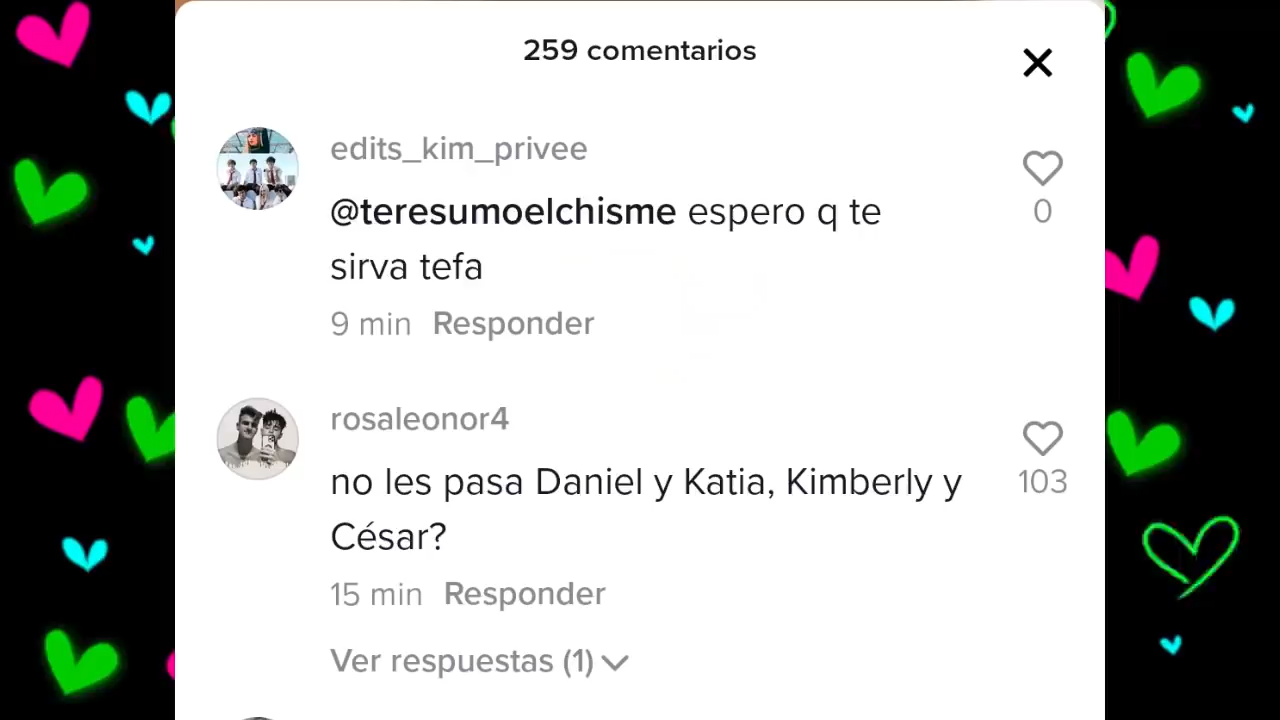 259 comentarios
edits_kim_privee
@teresumoelchisme espero q te
sirva tefa
0
9 min Responder
rosaleonor4
no les pasa Daniel y Katia, Kimberly y
César?
103
15 min Responder
Ver respuestas (1)